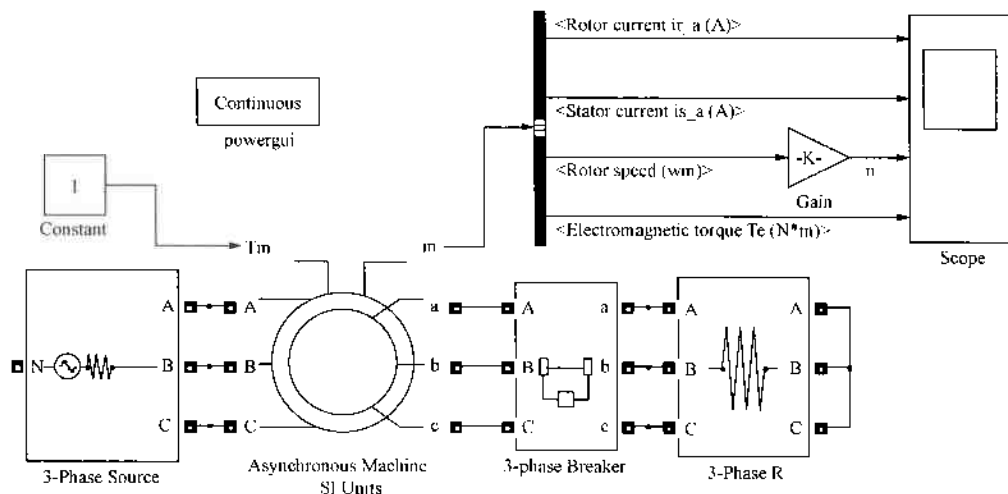 <Rotor current ir_a (A)>
Continuous
powergui
<Stator current is_a (A)>
-K-
<Rotor speed (wm)>
n
Gain
1
Constant
Tm
m
<Electromagnetic torque Te (N*m)>
Scope
A
A
a
A
a
A
A
N
B
B
b
B
b
B
B
C
C
c
C
c
C
C
3-Phase Source
Asynchronous Machine
SI Units
3-phase Breaker
3-Phase R